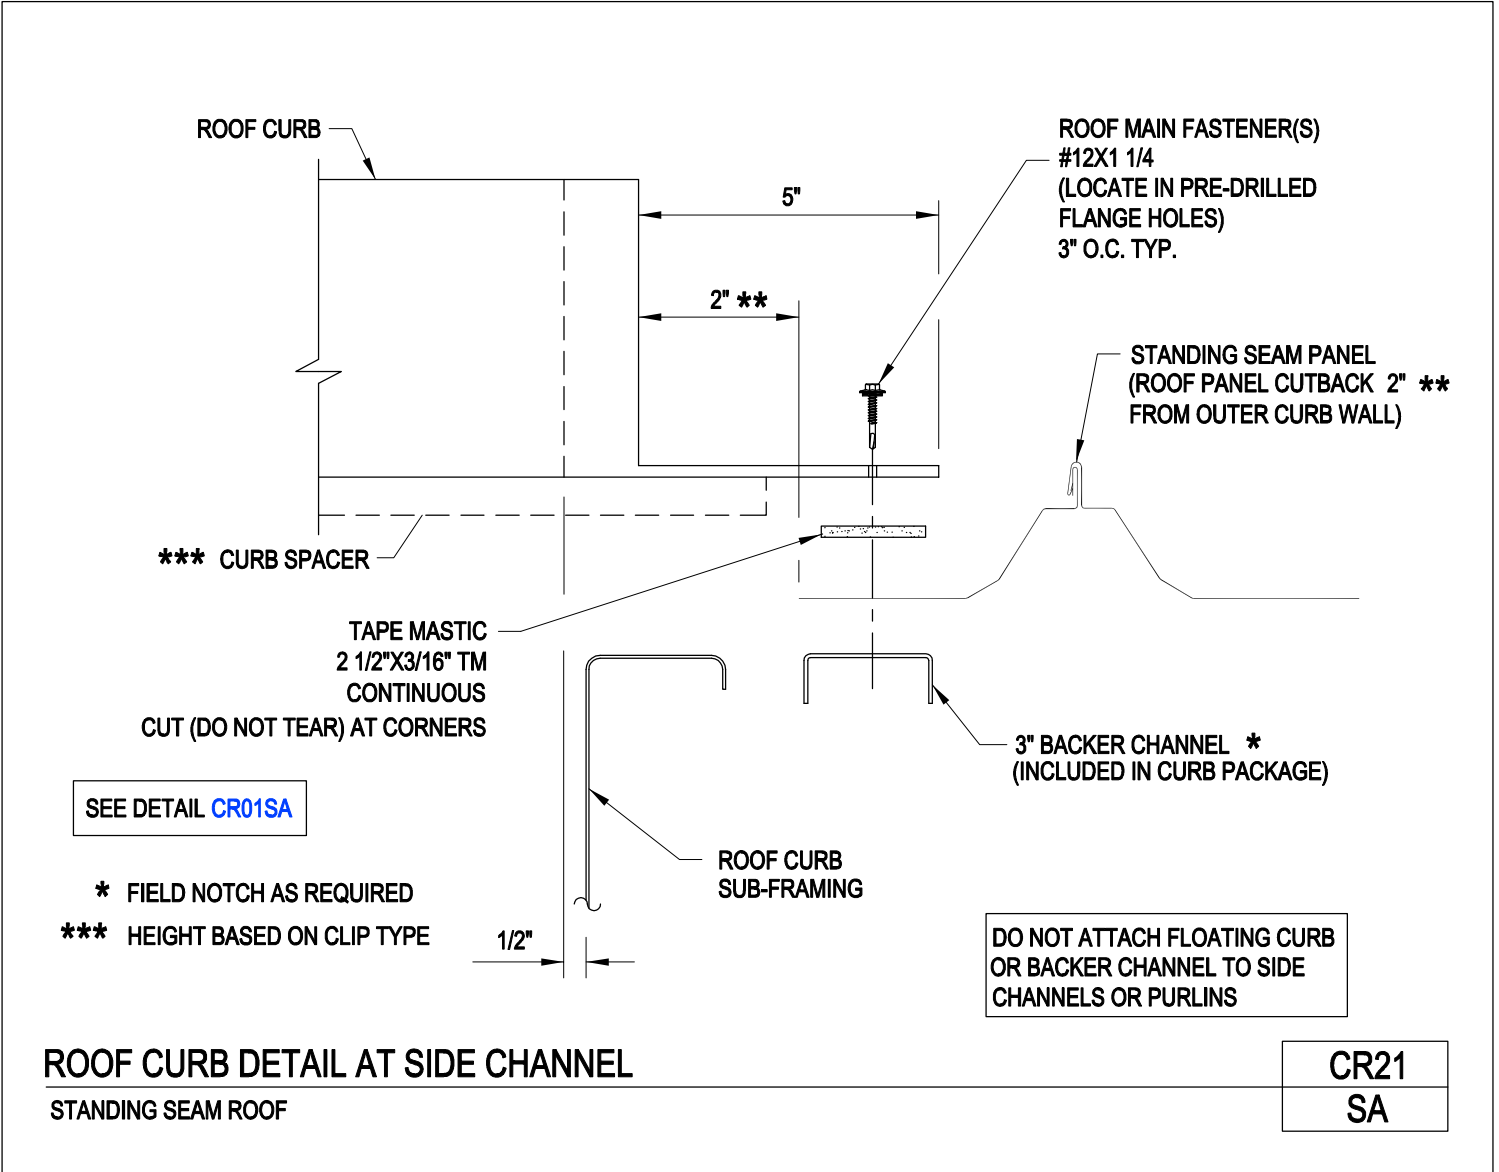 ROOF CURB
ROOF MAIN FASTENER(S)
#12X1 1/4
(LOCATE IN PRE-DRILLED
FLANGE HOLES)
3" O.C. TYP.
5"
2" **
STANDING SEAM PANEL
(ROOF PANEL CUTBACK 2" **
FROM OUTER CURB WALL)
*** CURB SPACER
TAPE MASTIC
2 1/2"X3/16" TM
CONTINUOUS
CUT (DO NOT TEAR) AT CORNERS
3" BACKER CHANNEL *
(INCLUDED IN CURB PACKAGE)
SEE DETAIL CR01SA
ROOF CURB
SUB-FRAMING
* FIELD NOTCH AS REQUIRED
*** HEIGHT BASED ON CLIP TYPE
1/2"
DO NOT ATTACH FLOATING CURB
OR BACKER CHANNEL TO SIDE
CHANNELS OR PURLINS
ROOF CURB DETAIL AT SIDE CHANNEL
STANDING SEAM ROOF
CR21
SA